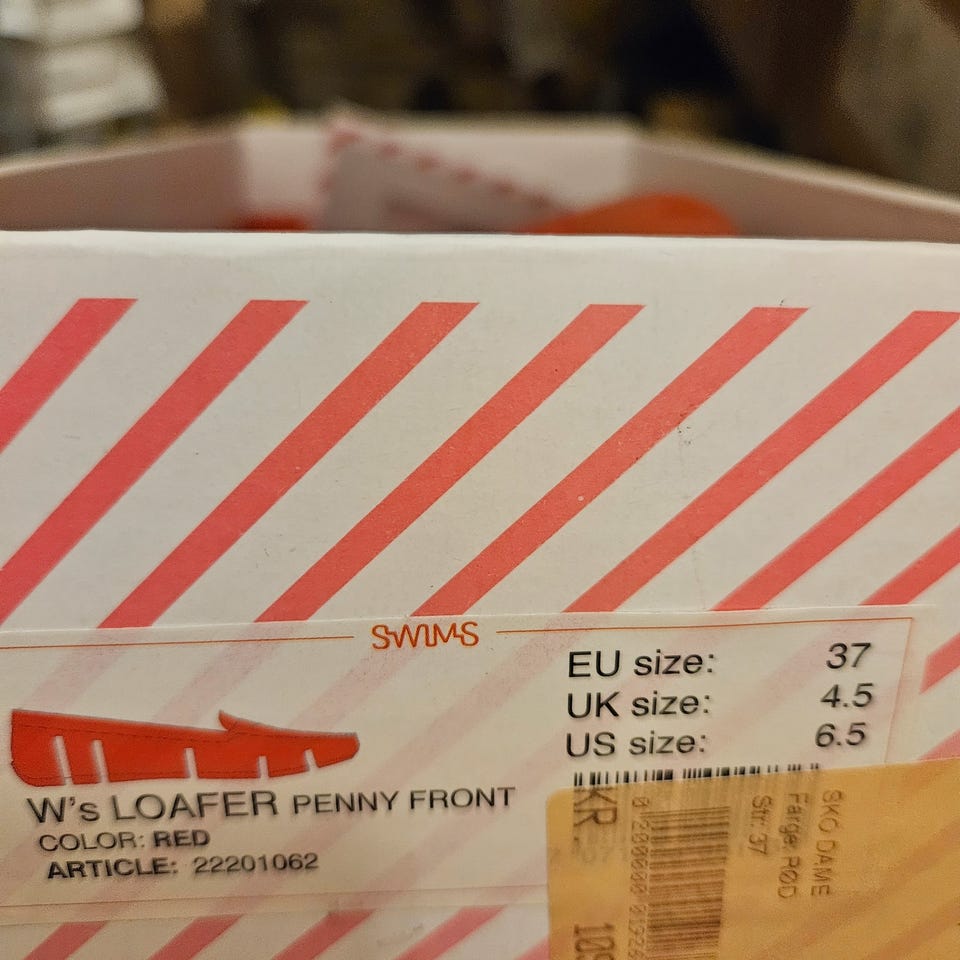 SWIMS
EU size: 37
UK size: 4.5
US size: 6.5
W's LOAFER PENNY FRONT
COLOR: RED
ARTICLE: 22201062
SKO DAME
Farge: RØD
Str: 37
KR